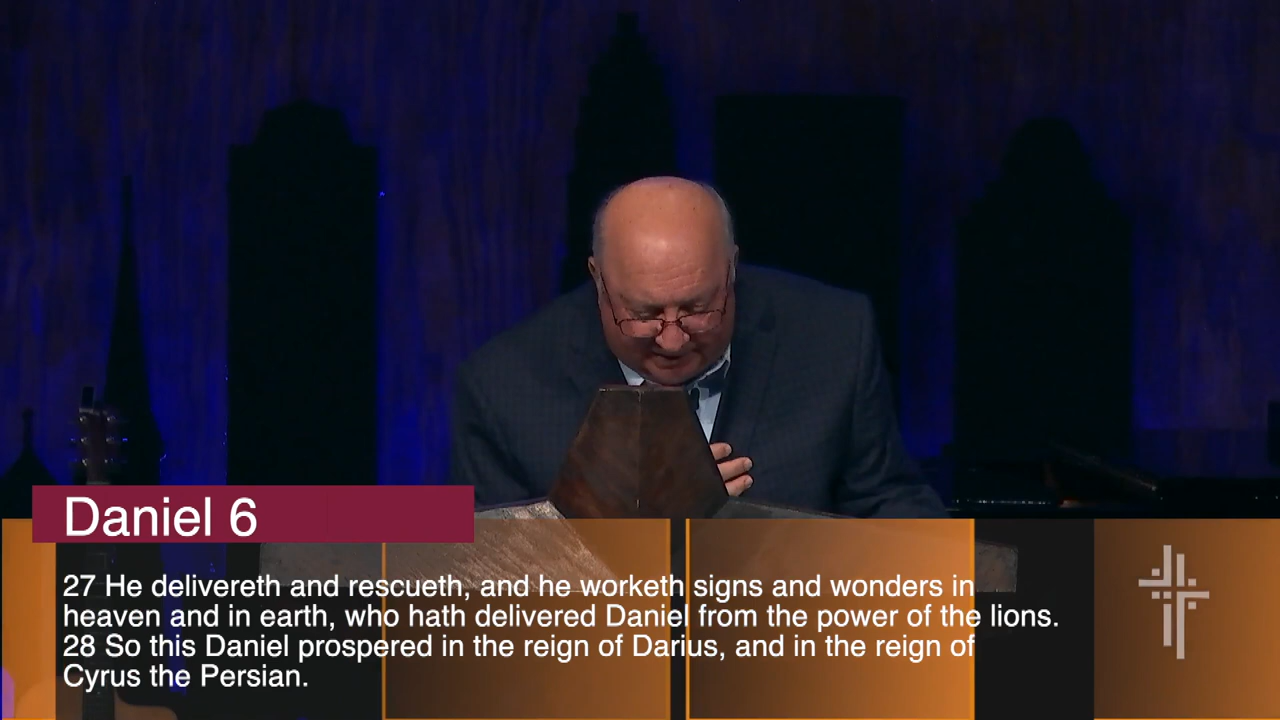 Daniel 6
27 He delivereth and rescueth, and he worketh signs and wonders in
heaven and in earth, who hath delivered Daniel from the power of the lions.
28 So this Daniel prospered in the reign of Darius, and in the reign of
Cyrus the Persian.